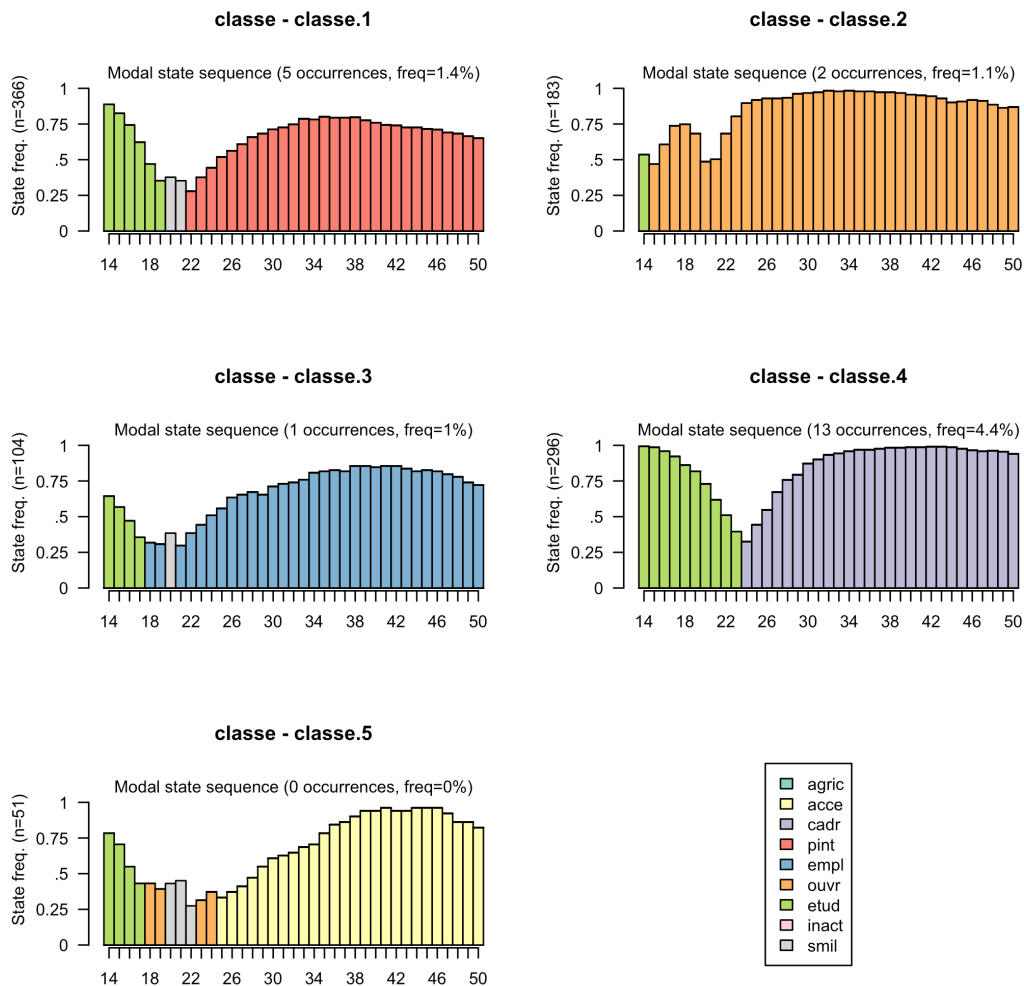 classe - classe.1
Modal state sequence (5 occurrences, freq=1.4%)
State freq. (n=366)
1
0.75
.5
0.25
0
14 18 22 26 30 34 38 42 46 50
classe - classe.2
Modal state sequence (2 occurrences, freq=1.1%)
State freq. (n=183)
1
0.75
.5
0.25
0
14 18 22 26 30 34 38 42 46 50
classe - classe.3
Modal state sequence (1 occurrences, freq=1%)
State freq. (n=104)
1
0.75
.5
0.25
0
14 18 22 26 30 34 38 42 46 50
classe - classe.4
Modal state sequence (13 occurrences, freq=4.4%)
State freq. (n=296)
1
0.75
.5
0.25
0
14 18 22 26 30 34 38 42 46 50
classe - classe.5
Modal state sequence (0 occurrences, freq=0%)
State freq. (n=51)
1
0.75
.5
0.25
0
14 18 22 26 30 34 38 42 46 50
agric
acce
cadr
pint
empl
ouvr
etud
inact
smil